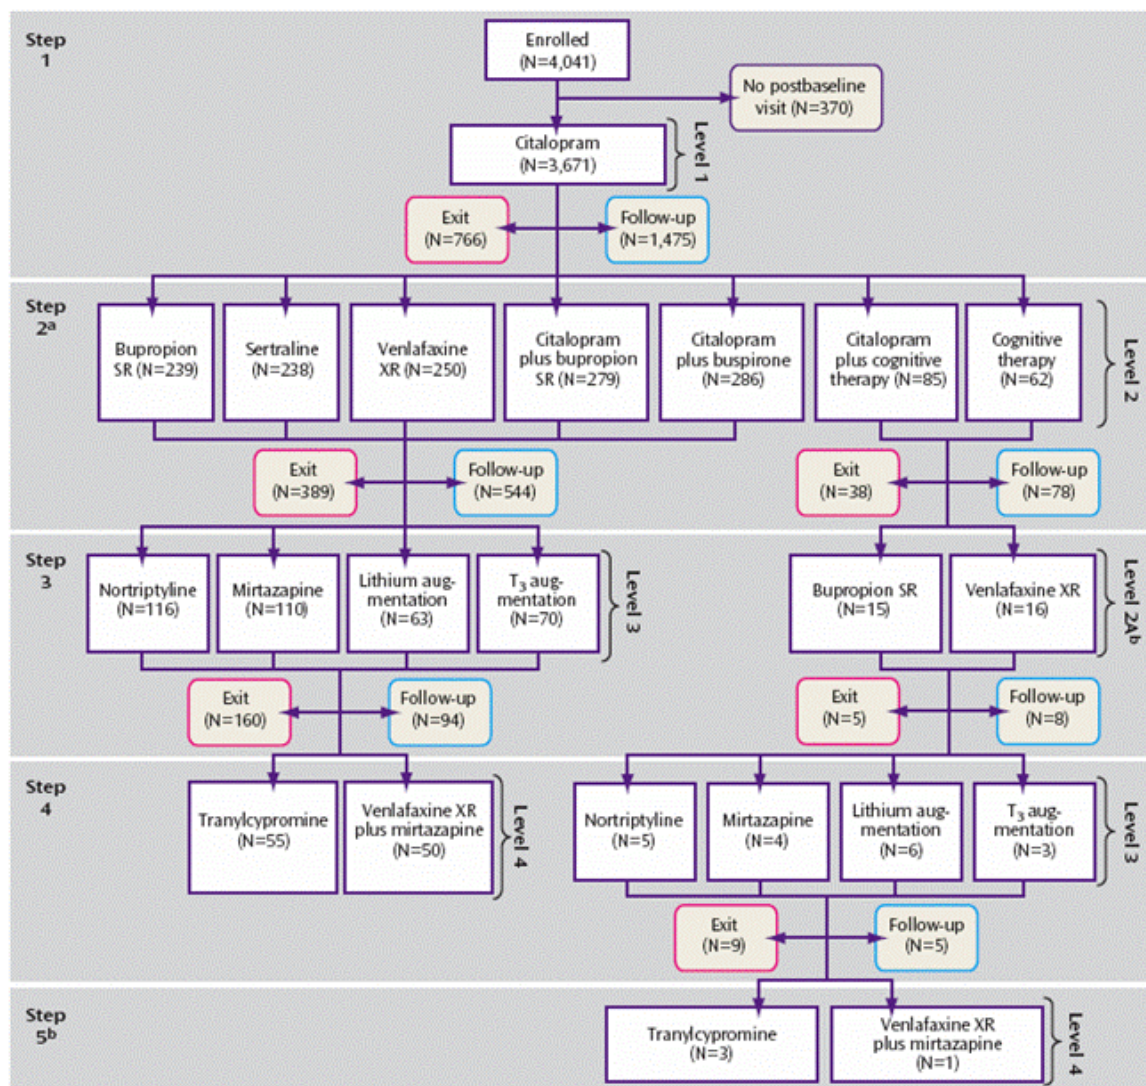 Step
1
Enrolled
(N=4,041)
No postbaseline
visit (N=370)
Citalopram
(N=3,671)
Level 1
Exit
(N=766)
Follow-up
(N=1,475)
Step
2a
Bupropion
SR (N=239)
Sertraline
(N=238)
Venlafaxine
XR (N=250)
Citalopram
plus bupropion
SR (N=279)
Citalopram
plus buspirone
(N=286)
Citalopram
plus cognitive
therapy (N=85)
Cognitive
therapy
(N=62)
Level 2
Exit
(N=389)
Follow-up
(N=544)
Exit
(N=38)
Follow-up
(N=78)
Step
3
Nortriptyline
(N=116)
Mirtazapine
(N=110)
Lithium aug-
mentation
(N=63)
T3 aug-
mentation
(N=70)
Level 3
Bupropion SR
(N=15)
Venlafaxine XR
(N=16)
Level 2Ab
Exit
(N=160)
Follow-up
(N=94)
Exit
(N=5)
Follow-up
(N=8)
Step
4
Tranylcypromine
(N=55)
Venlafaxine XR
plus mirtazapine
(N=50)
Level 4
Nortriptyline
(N=5)
Mirtazapine
(N=4)
Lithium aug-
mentation
(N=6)
T3 aug-
mentation
(N=3)
Level 3
Exit
(N=9)
Follow-up
(N=5)
Step
5b
Tranylcypromine
(N=3)
Venlafaxine XR
plus mirtazapine
(N=1)
Level 4